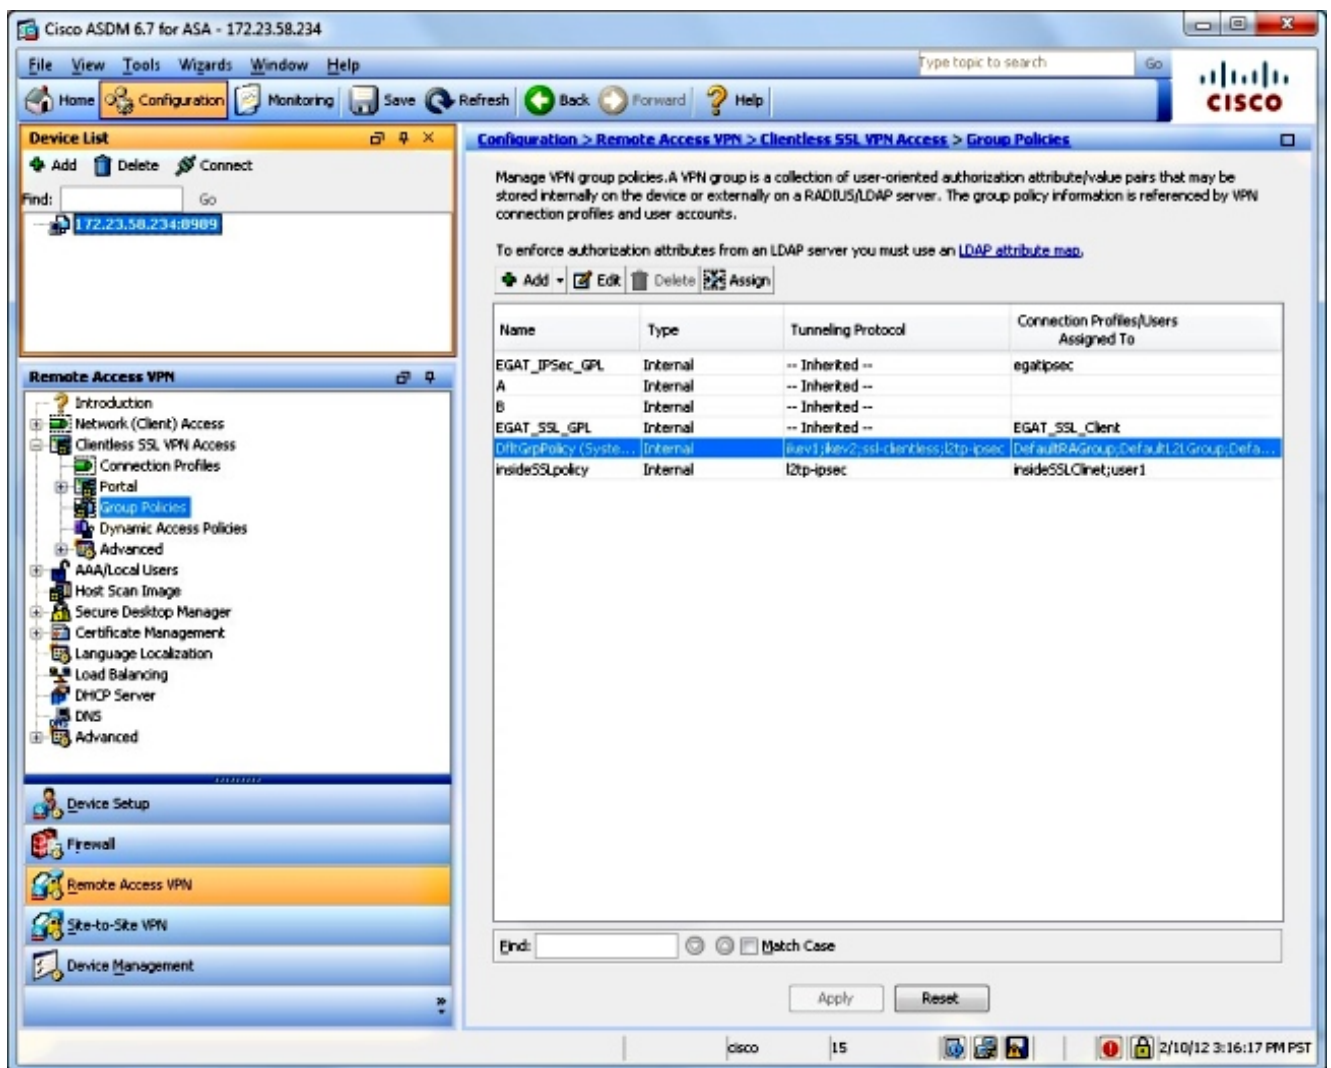 Cisco ASDM 6.7 for ASA - 172.23.58.234
File View Tools Wizards Window Help
Type topic to search Go
Home Configuration Monitoring Save Refresh Back Forward Help
CISCO
Device List
Add Delete Connect
Find: Go
172.23.58.234:8989
Remote Access VPN
Introduction
Network (Client) Access
Clientless SSL VPN Access
Connection Profiles
Portal
Group Policies
Dynamic Access Policies
Advanced
AAA/Local Users
Host Scan Image
Secure Desktop Manager
Certificate Management
Language Localization
Load Balancing
DHCP Server
DNS
Advanced
Device Setup
Firewall
Remote Access VPN
Site-to-Site VPN
Device Management
Configuration > Remote Access VPN > Clientless SSL VPN Access > Group Policies
Manage VPN group policies.A VPN group is a collection of user-oriented authorization attribute/value pairs that may be
stored internally on the device or externally on a RADIUS/LDAP server. The group policy information is referenced by VPN
connection profiles and user accounts.
To enforce authorization attributes from an LDAP server you must use an LDAP attribute map.
Add Edit Delete Assign
Name Type Tunneling Protocol Connection Profiles/Users
Assigned To
EGAT_IPSec_GPL Internal -- Inherited -- egatipsec
A Internal -- Inherited --
B Internal -- Inherited --
EGAT_SSL_GPL Internal -- Inherited -- EGAT_SSL_Client
DfltGrpPolicy (Syste... Internal ikev1;ikev2;ssl-clientless;l2tp-ipsec DefaultRAGroup;DefaultL2LGroup;Defa...
insideSSLpolicy Internal l2tp-ipsec insideSSLClinet;user1
Find: Match Case
Apply Reset
cisco 15 2/10/12 3:16:17 PM PST